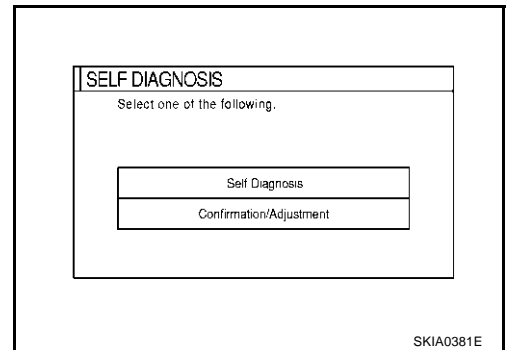 SELF DIAGNOSIS
Select one of the following.
Self Diagnosis
Confirmation/Adjustment
SKIA0381E